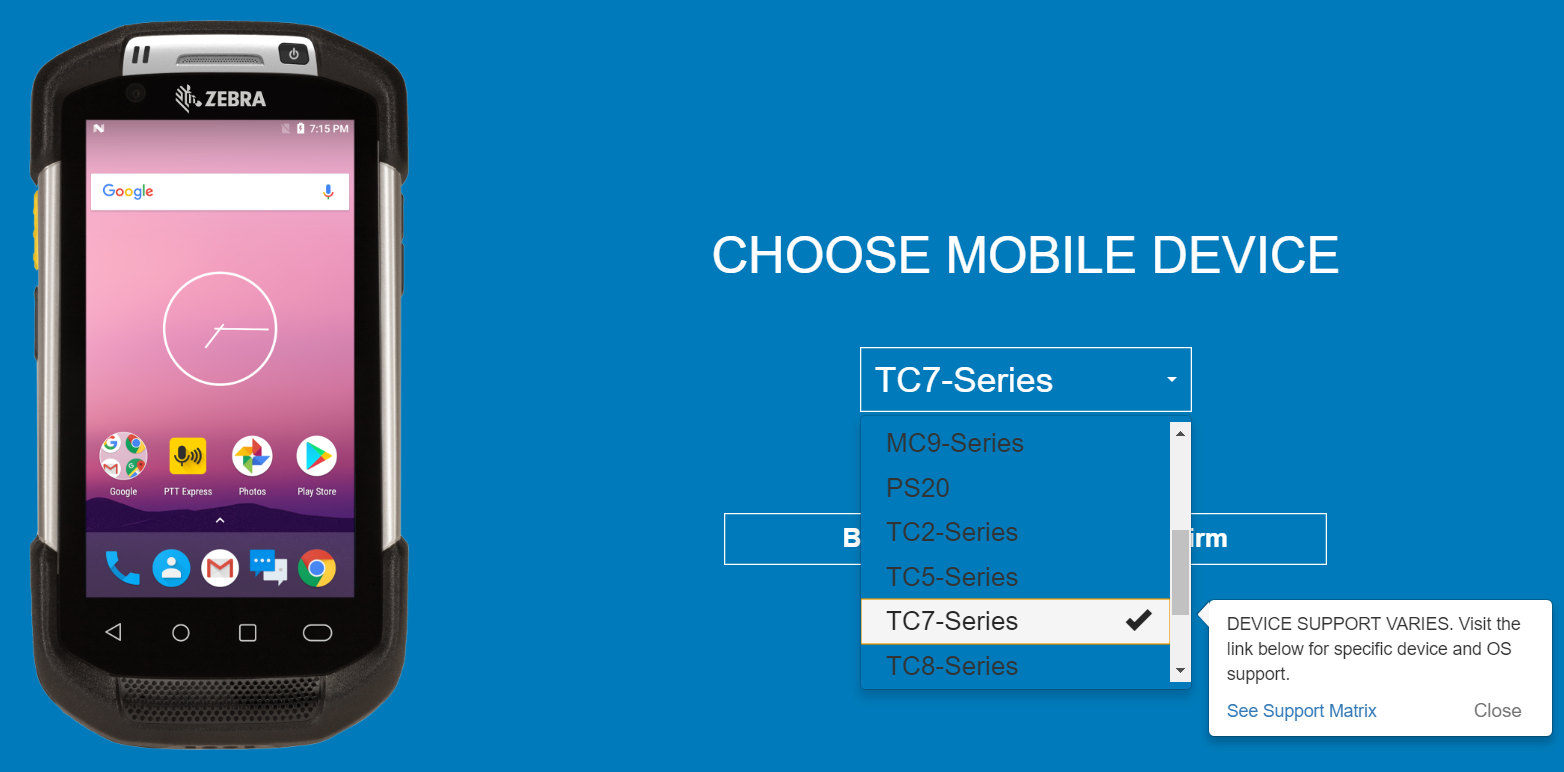 ZEBRA
7:15 PM
Google
Google
PTT Express
Photos
Play Store
CHOOSE MOBILE DEVICE
TC7-Series
MC9-Series
PS20
TC2-Series
TC5-Series
TC7-Series
TC8-Series
DEVICE SUPPORT VARIES. Visit the
link below for specific device and OS
support.
See Support Matrix
Close